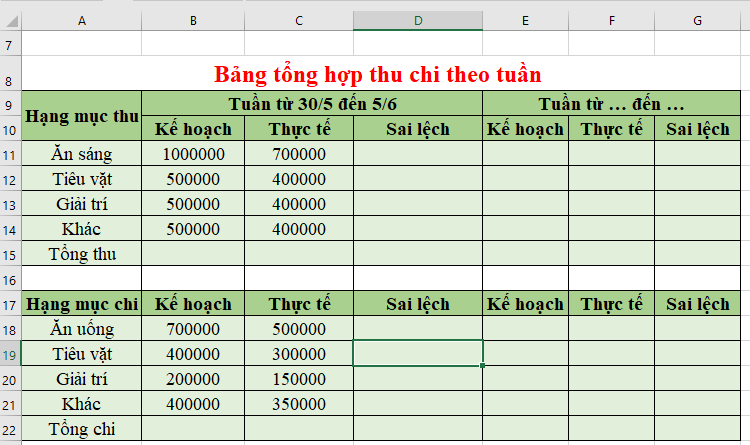 A B C D E F G
7
8 Bảng tổng hợp thu chi theo tuần
9 Hạng mục thu Tuần từ 30/5 đến 5/6 Tuần từ ... đến ...
10 Kế hoạch Thực tế Sai lệch Kế hoạch Thực tế Sai lệch
11 Ăn sáng 1000000 700000
12 Tiêu vặt 500000 400000
13 Giải trí 500000 400000
14 Khác 500000 400000
15 Tổng thu
16
17 Hạng mục chi Kế hoạch Thực tế Sai lệch Kế hoạch Thực tế Sai lệch
18 Ăn uống 700000 500000
19 Tiêu vặt 400000 300000
20 Giải trí 200000 150000
21 Khác 400000 350000
22 Tổng chi